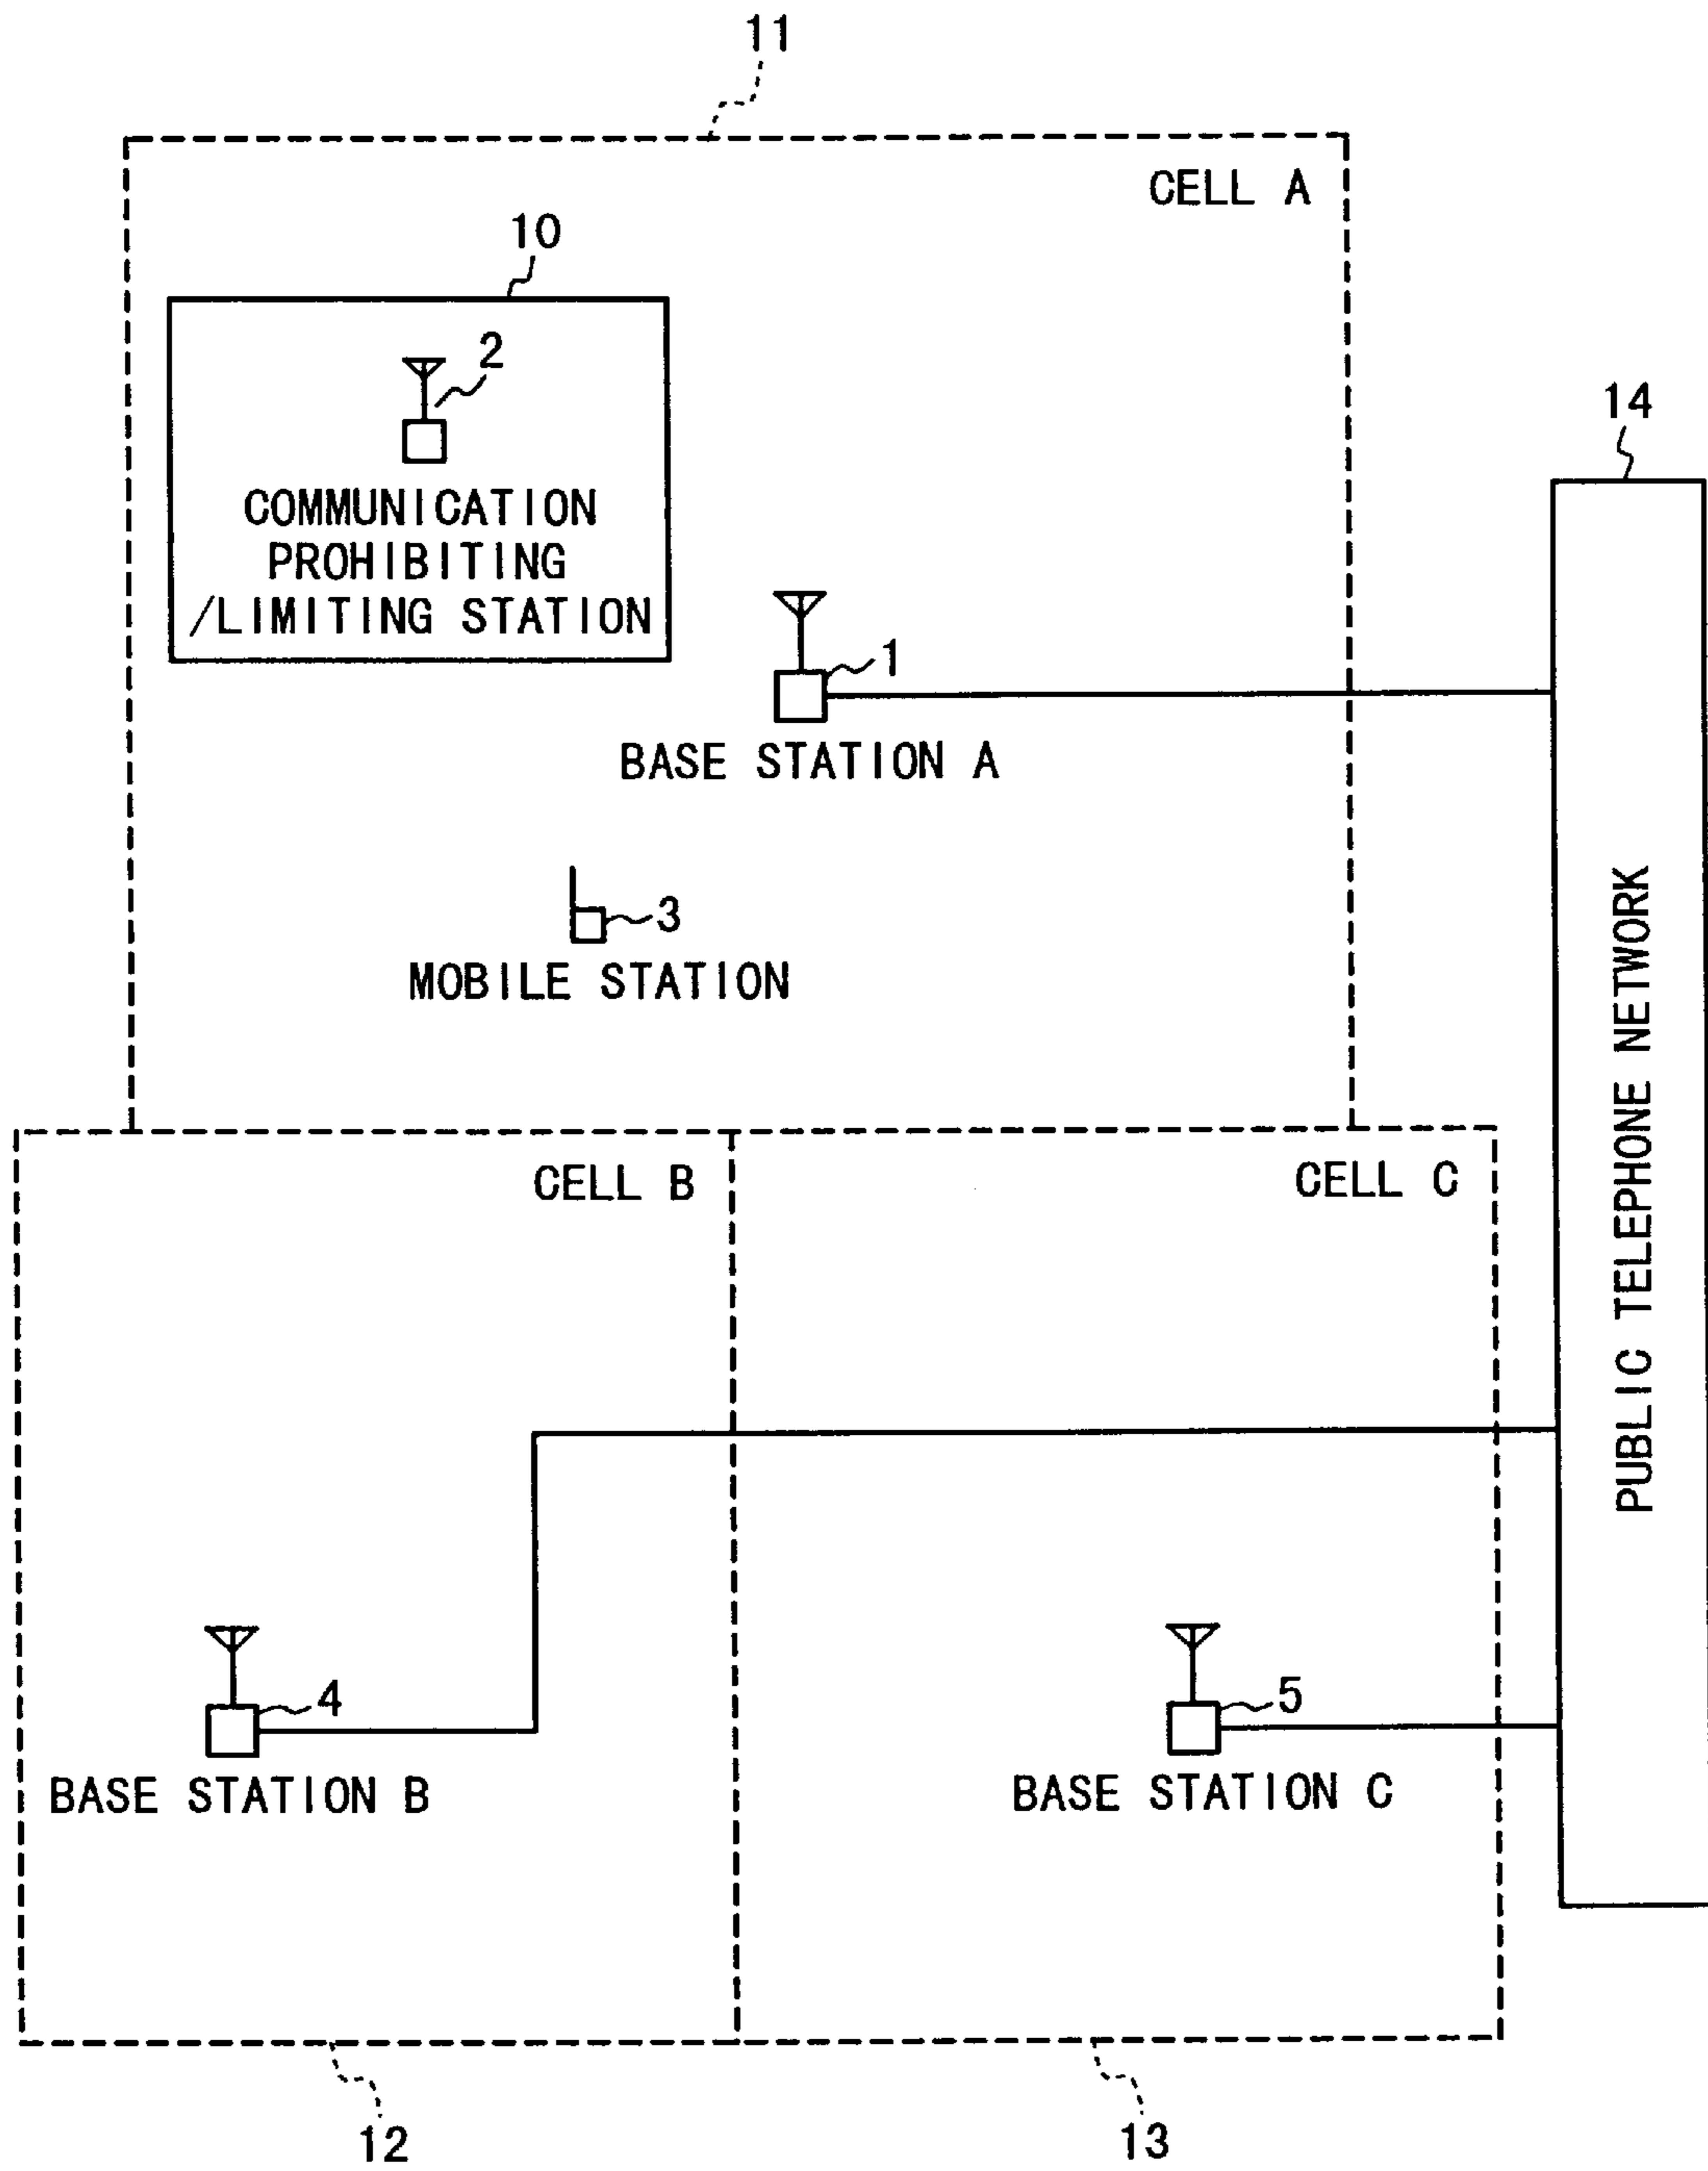 11
CELL A
10
2
COMMUNICATION
PROHIBITING
/LIMITING STATION
14
1
BASE STATION A
3
MOBILE STATION
PUBLIC TELEPHONE NETWORK
CELL B
CELL C
4
BASE STATION B
5
BASE STATION C
12
13